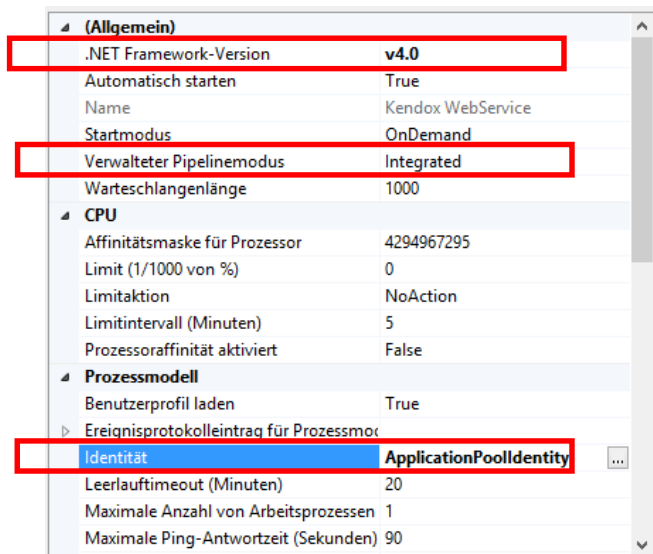 (Allgemein)
.NET Framework-Version v4.0
Automatisch starten True
Name Kendox WebService
Startmodus OnDemand
Verwalteter Pipelinemodus Integrated
Warteschlangenlänge 1000
CPU
Affinitätsmaske für Prozessor 4294967295
Limit (1/1000 von %) 0
Limitaktion NoAction
Limitintervall (Minuten) 5
Prozessoraffinität aktiviert False
Prozessmodell
Benutzerprofil laden True
Ereignisprotokolleintrag für Prozessmoc
Identität ApplicationPoolIdentity ...
Leerlauftimeout (Minuten) 20
Maximale Anzahl von Arbeitsprozessen 1
Maximale Ping-Antwortzeit (Sekunden) 90